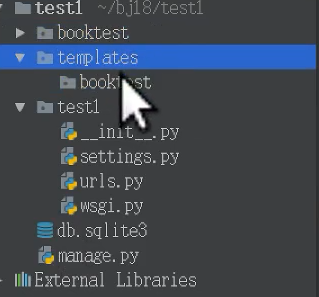 test1 ~/bj18/test1
booktest
templates
booktest
test1
__init__.py
settings.py
urls.py
wsgi.py
db.sqlite3
manage.py
External Libraries